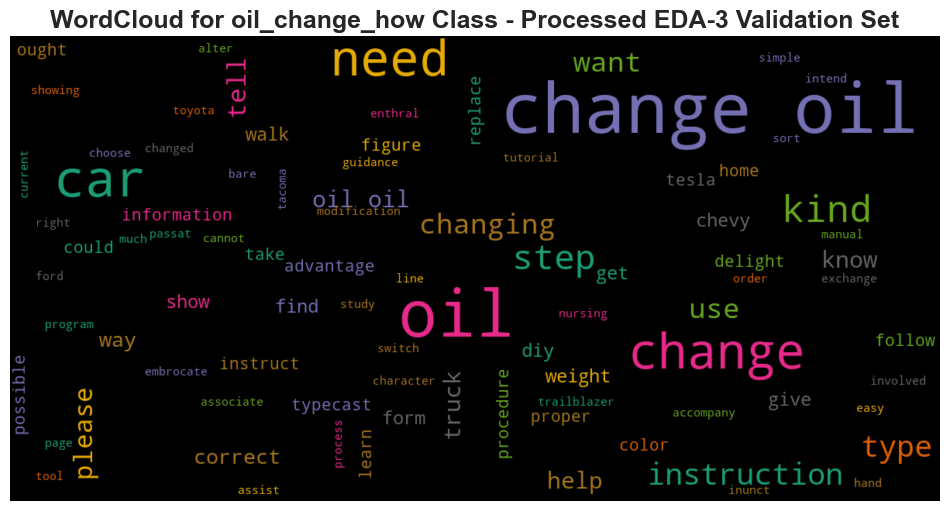 WordCloud for oil_change_how Class - Processed EDA-3 Validation Set
ought
alter
need
want
simple
showing
tell
replace
change oil
intend
toyota
enthral
sort
walk
figure
current
choose
changed
guidance
tutorial
car
bare
tacoma
oil oil
tesla
home
information
modification
kind
right
changing
chevy
manual
could
much
passat
cannot
take
step
get
delight
know
ford
advantage
line
order
exchange
show
find
study
oil
nursing
use
program
way
switch
diy
change
follow
possible
embrocate
instruct
character
weight
involved
please
associate
typecast
form
truck
procedure
trailblazer
proper
accompany
give
easy
page
process
learn
color
type
correct
tool
assist
help
instruction
inunct
hand